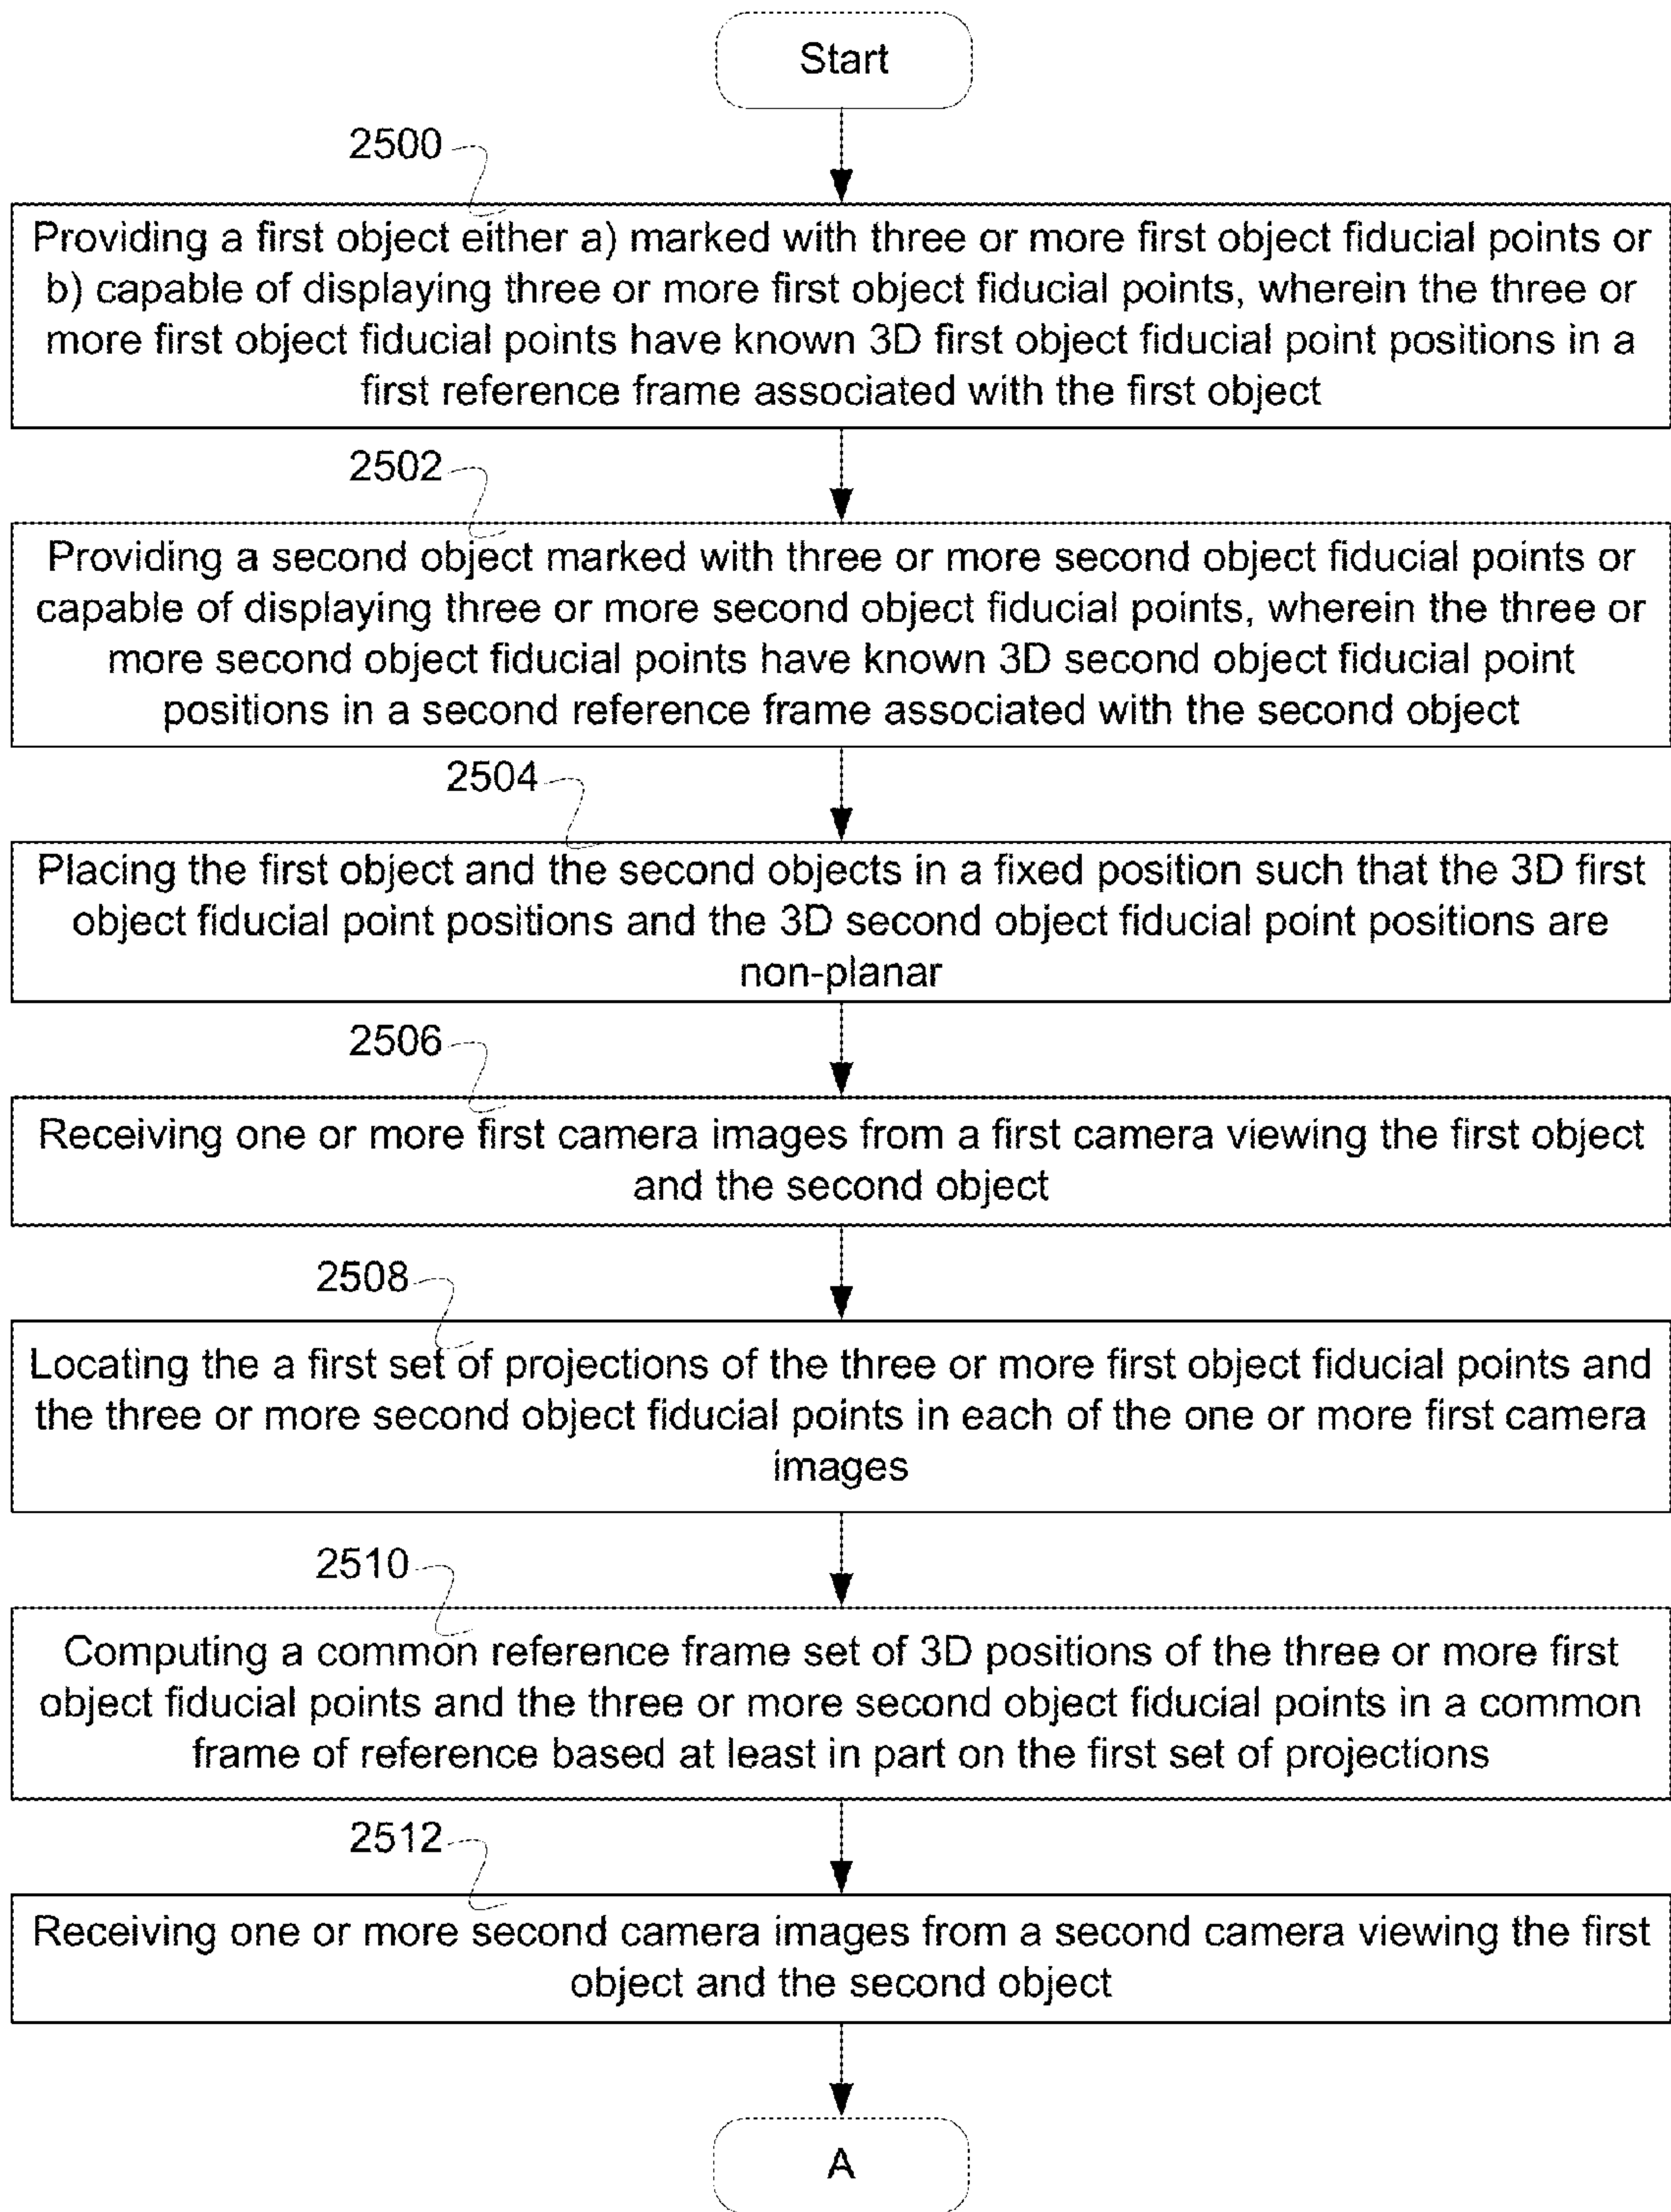 Start
2500
Providing a first object either a) marked with three or more first object fiducial points or
b) capable of displaying three or more first object fiducial points, wherein the three or
more first object fiducial points have known 3D first object fiducial point positions in a
first reference frame associated with the first object
2502
Providing a second object marked with three or more second object fiducial points or
capable of displaying three or more second object fiducial points, wherein the three or
more second object fiducial points have known 3D second object fiducial point
positions in a second reference frame associated with the second object
2504
Placing the first object and the second objects in a fixed position such that the 3D first
object fiducial point positions and the 3D second object fiducial point positions are
non-planar
2506
Receiving one or more first camera images from a first camera viewing the first object
and the second object
2508
Locating the a first set of projections of the three or more first object fiducial points and
the three or more second object fiducial points in each of the one or more first camera
images
2510
Computing a common reference frame set of 3D positions of the three or more first
object fiducial points and the three or more second object fiducial points in a common
frame of reference based at least in part on the first set of projections
2512
Receiving one or more second camera images from a second camera viewing the first
object and the second object
A